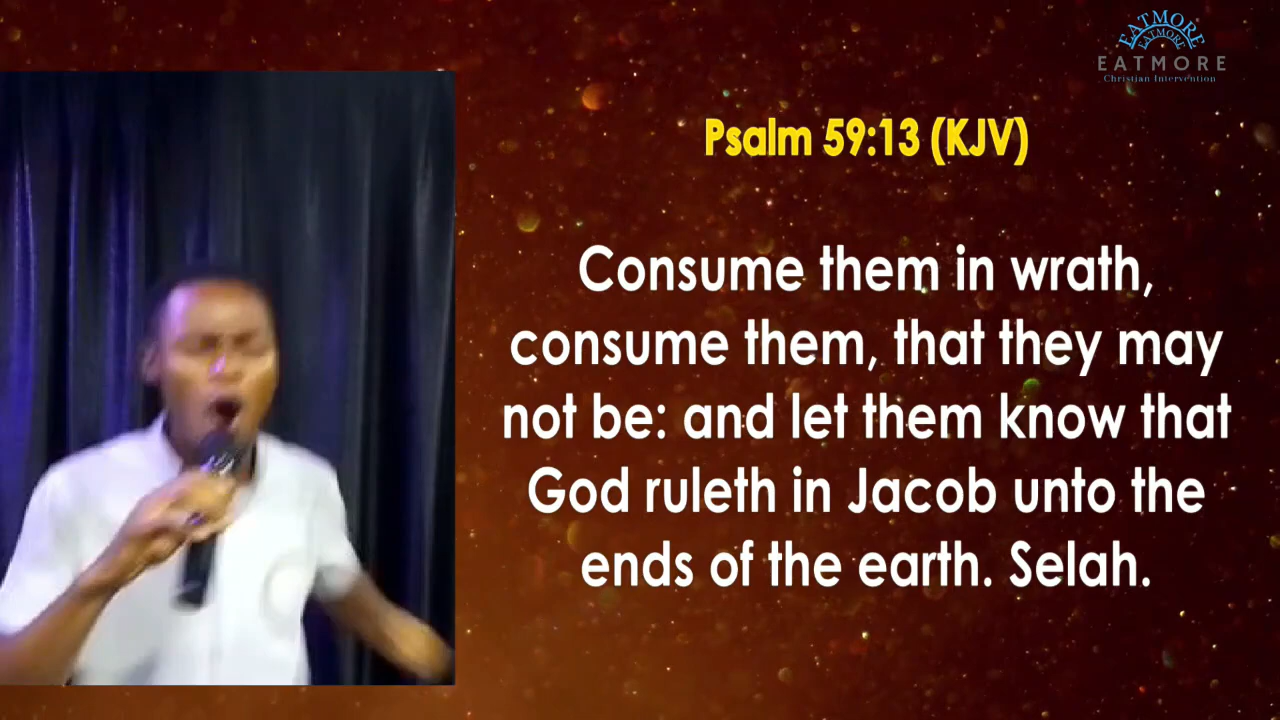 EATMORE
EATMORE
EATMORE
Christian Intervention
Psalm 59:13 (KJV)
Consume them in wrath,
consume them, that they may
not be: and let them know that
God ruleth in Jacob unto the
ends of the earth. Selah.